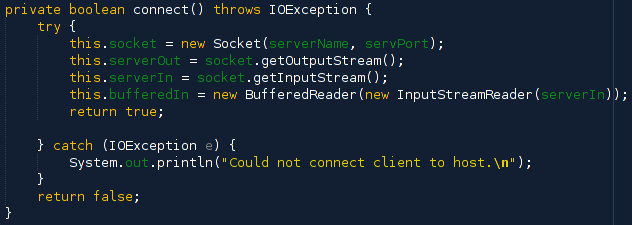 private boolean connect() throws IOException {
    try {
        this.socket = new Socket(serverName, servPort);
        this.serverOut = socket.getOutputStream();
        this.serverIn = socket.getInputStream();
        this.bufferedIn = new BufferedReader(new InputStreamReader(serverIn));
        return true;

    } catch (IOException e) {
        System.out.println("Could not connect client to host.\n");
    }
    return false;
}